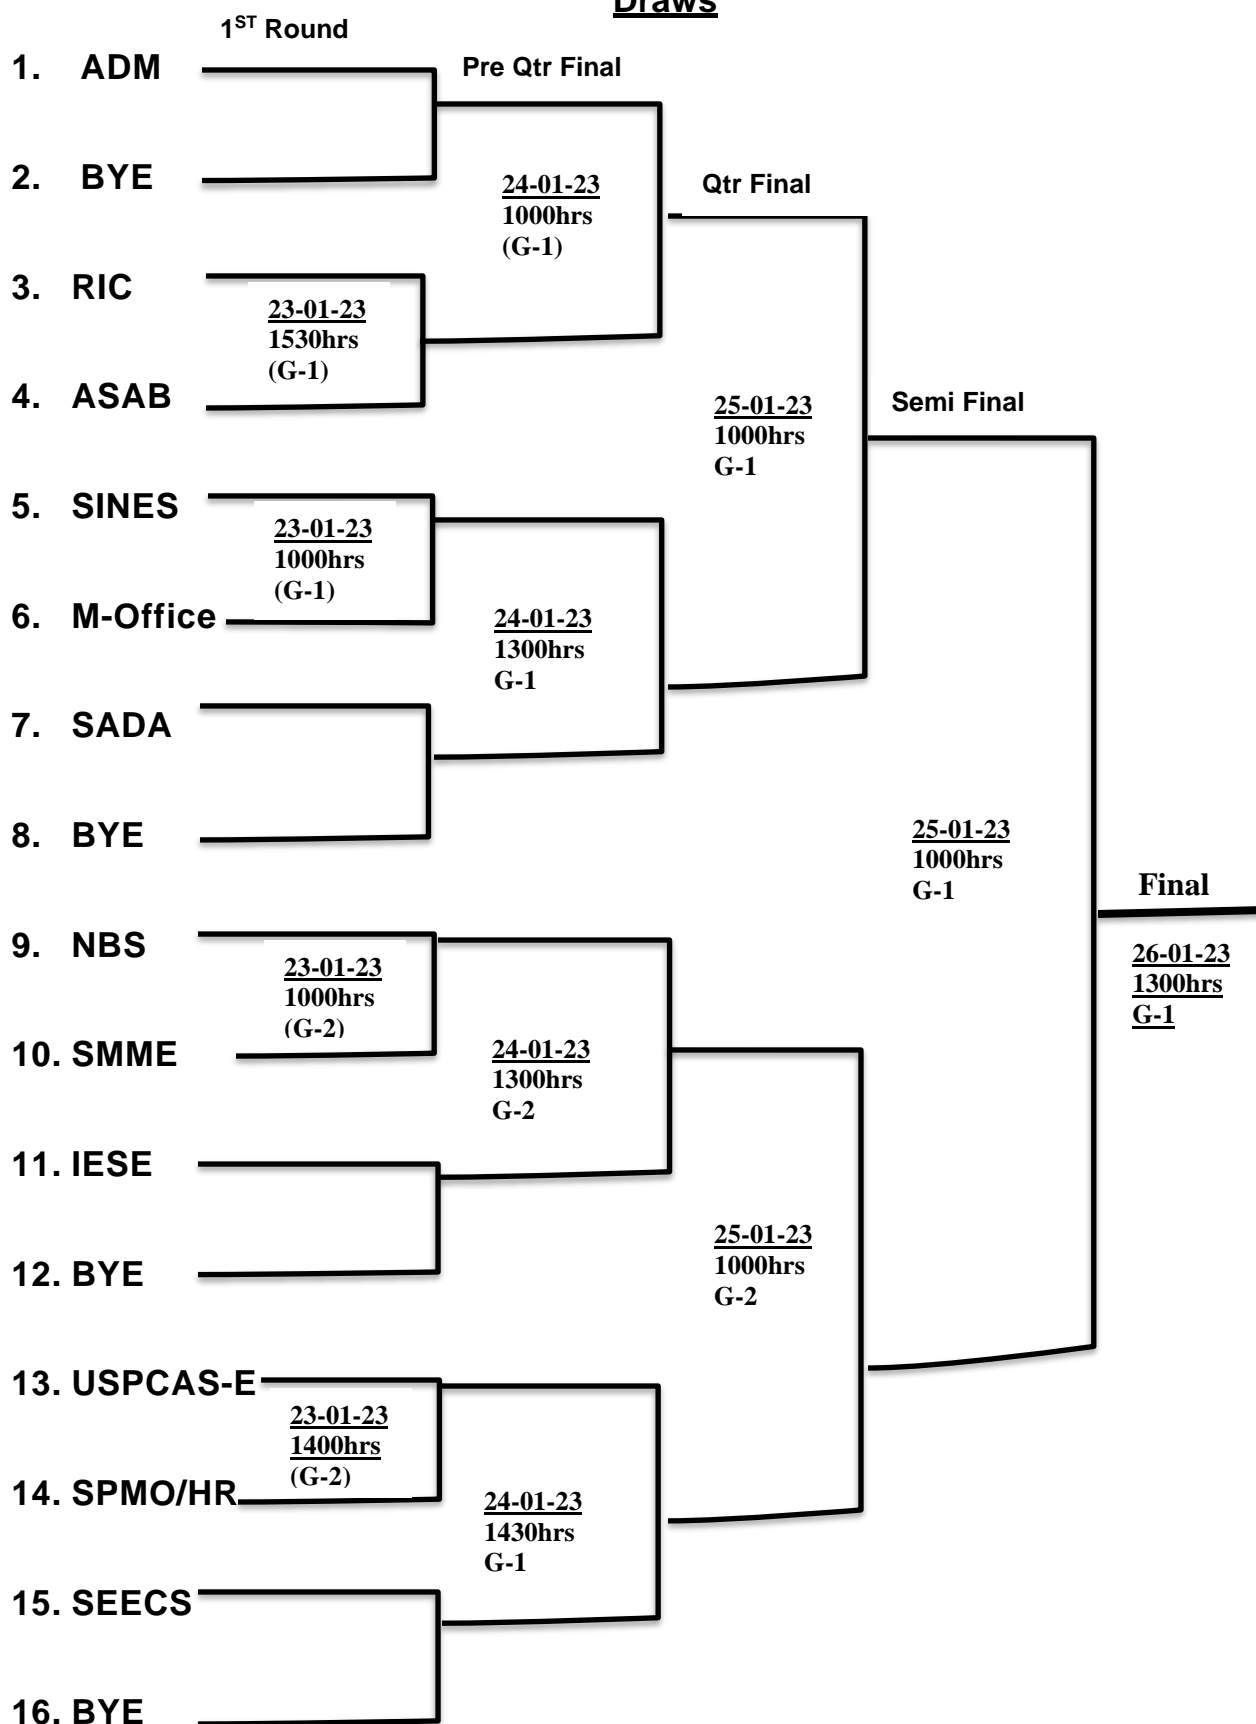 Draws
1ST Round
1. ADM
Pre Qtr Final
2. BYE
24-01-23
1000hrs
(G-1)
Qtr Final
3. RIC
23-01-23
1530hrs
(G-1)
4. ASAB
25-01-23
1000hrs
G-1
Semi Final
5. SINES
23-01-23
1000hrs
(G-1)
6. M-Office
24-01-23
1300hrs
G-1
7. SADA
8. BYE
25-01-23
1000hrs
G-1
Final
26-01-23
1300hrs
G-1
9. NBS
23-01-23
1000hrs
(G-2)
10. SMME
24-01-23
1300hrs
G-2
11. IESE
12. BYE
25-01-23
1000hrs
G-2
13. USPCAS-E
23-01-23
1400hrs
(G-2)
14. SPMO/HR
24-01-23
1430hrs
G-1
15. SEECS
16. BYE